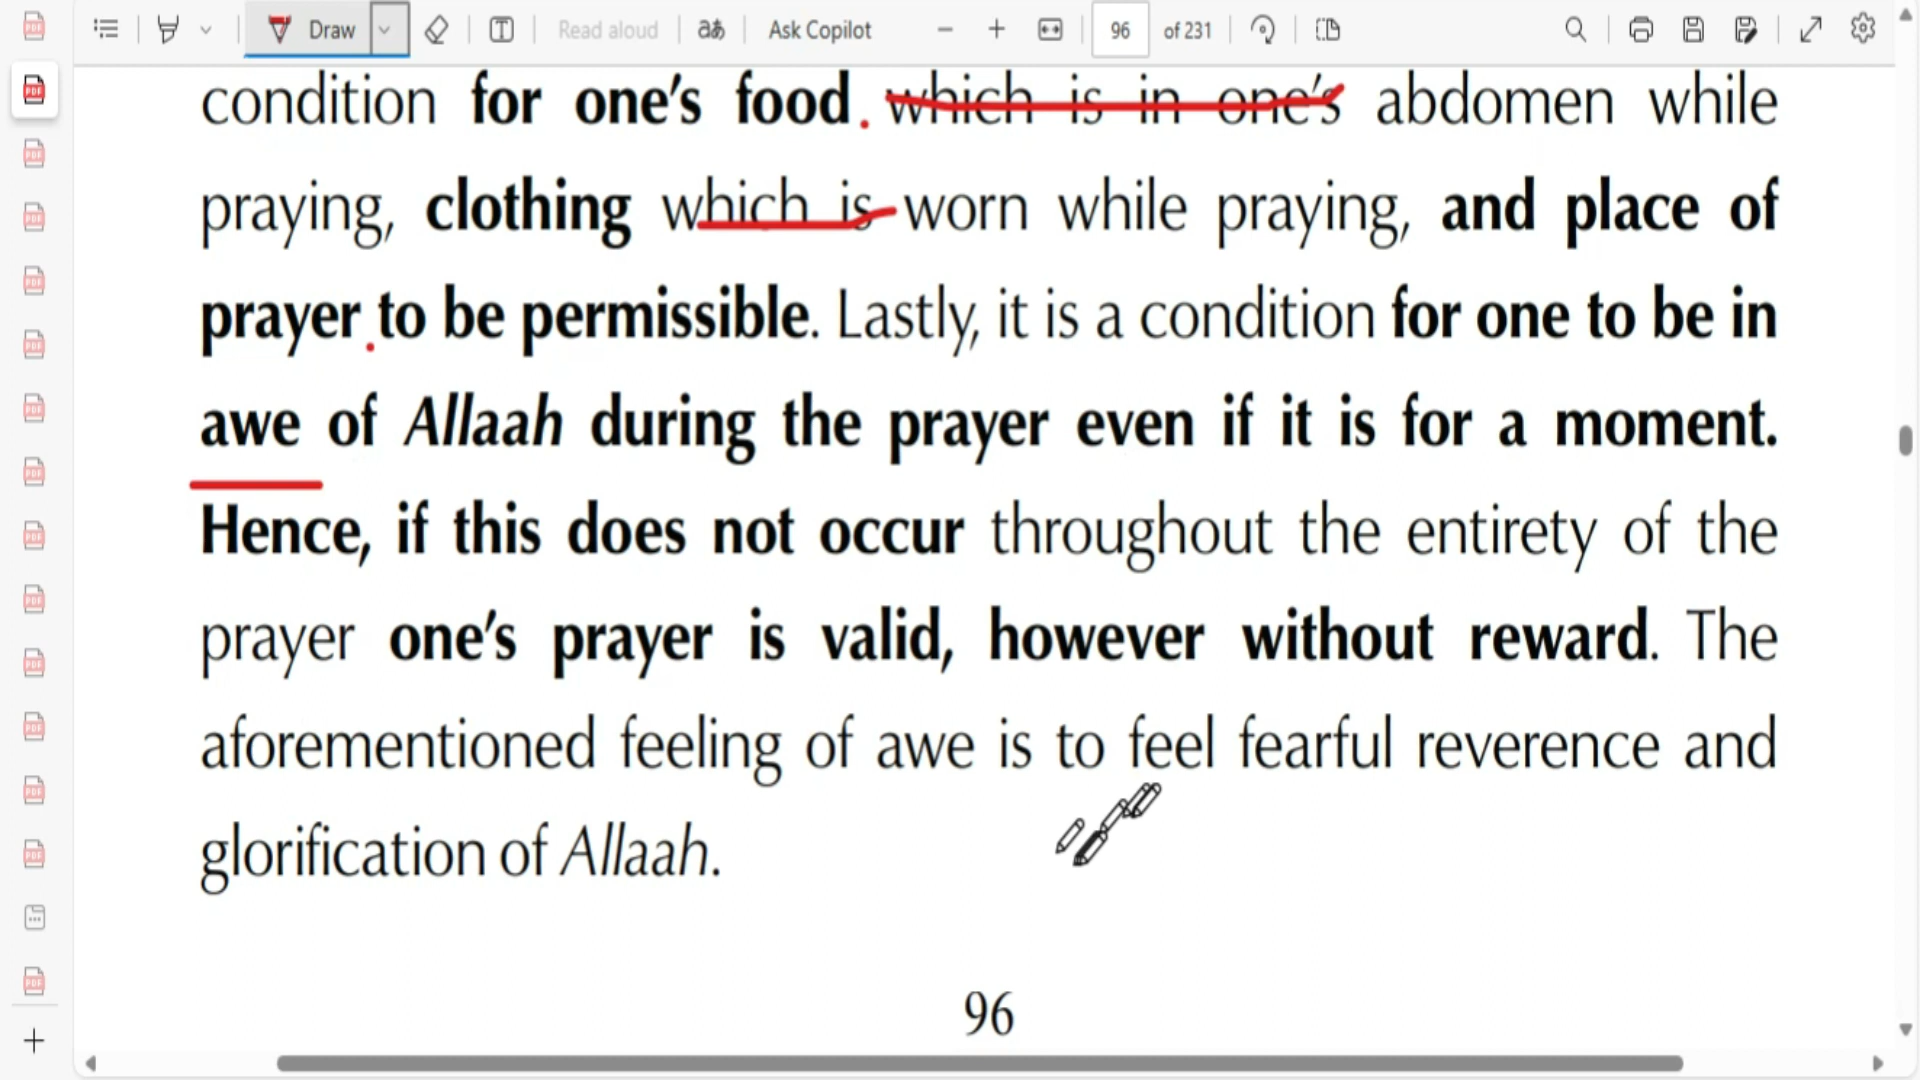 Draw
Read aloud
aあ
Ask Copilot
96
of 231
condition for one's food. which is in one's abdomen while
praying, clothing which is worn while praying, and place of
prayer to be permissible. Lastly, it is a condition for one to be in
awe of Allaah during the prayer even if it is for a moment.
Hence, if this does not occur throughout the entirety of the
prayer one's prayer is valid, however without reward. The
aforementioned feeling of awe is to feel fearful reverence and
glorification of Allaah.
96